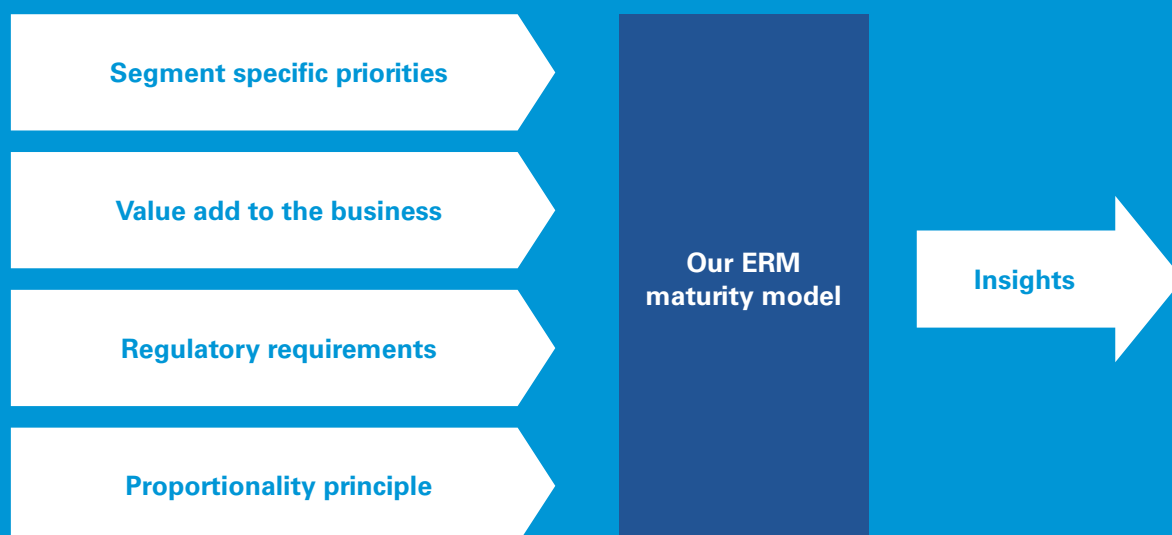 Segment specific priorities
Value add to the business
Regulatory requirements
Proportionality principle
Our ERM
maturity model
Insights